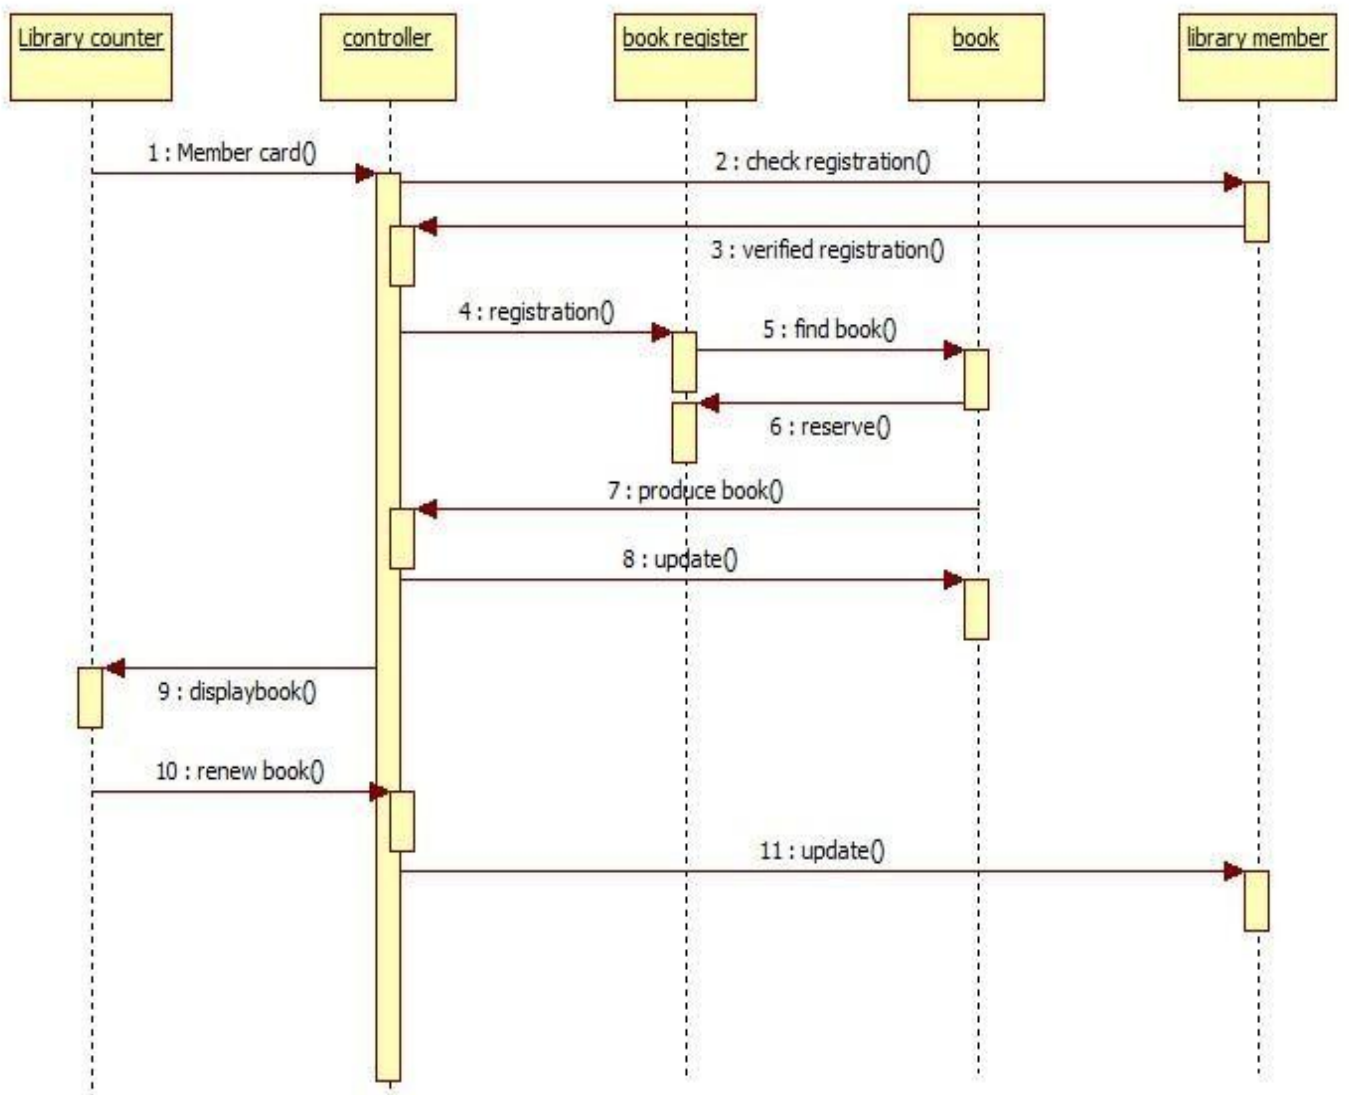 Library counter
controller
book register
book
library member
1 : Member card()
2 : check registration()
3 : verified registration()
4 : registration()
5 : find book()
6 : reserve()
7 : produce book()
8 : update()
9 : displaybook()
10 : renew book()
11 : update()